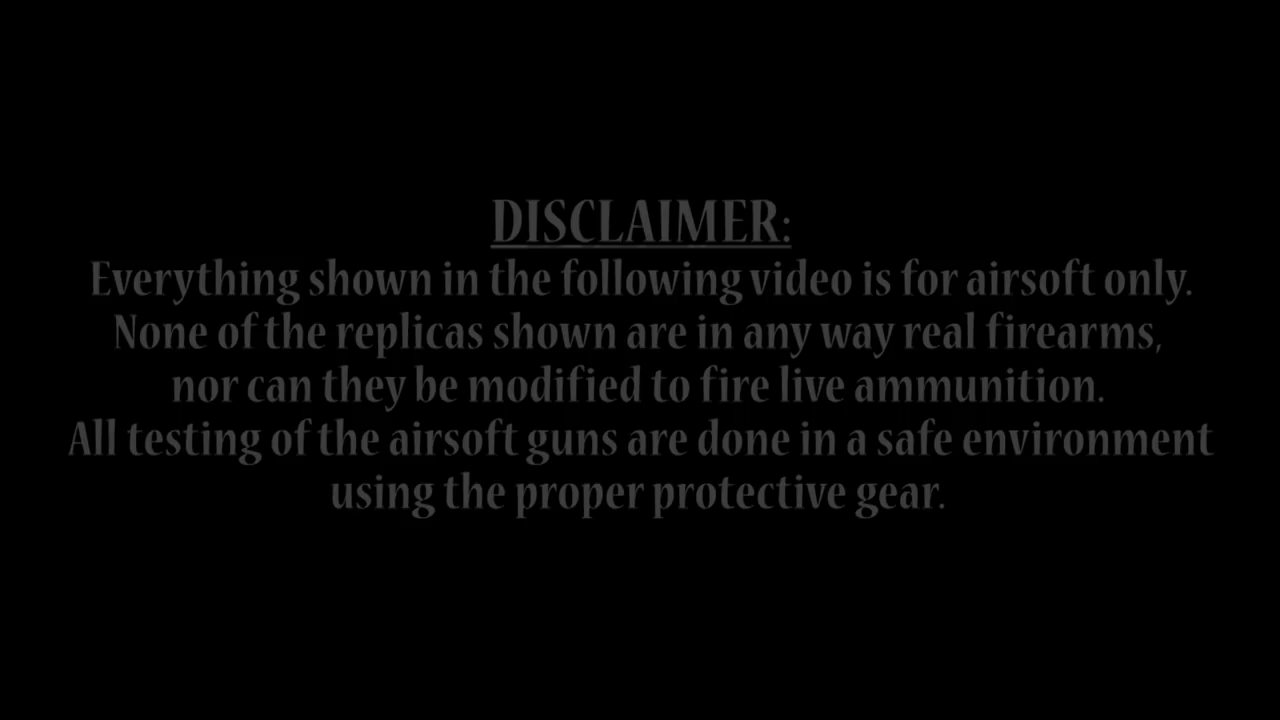 DISCLAIMER:
Everything shown in the following video is for airsoft only.
None of the replicas shown are in any way real firearms,
nor can they be modified to fire live ammunition.
All testing of the airsoft guns are done in a safe environment
using the proper protective gear.